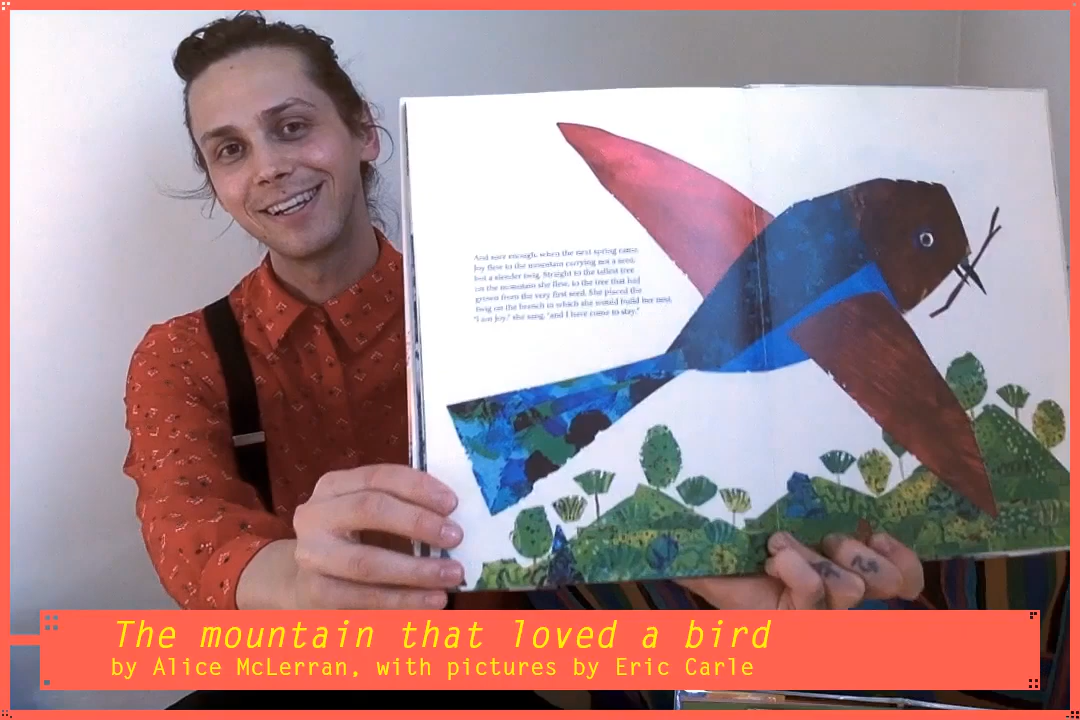 And sure enough, when the next spring came,
Joy flew to the mountain carrying not a seed,
but a slender twig. Straight to the tallest tree
on the mountain she flew, to the tree that had
grown from the very first seed. She placed the
twig on the branch in which she would build her nest.
"I am Joy," she sang, "and I have come to stay."
The mountain that loved a bird
by Alice McLerran, with pictures by Eric Carle